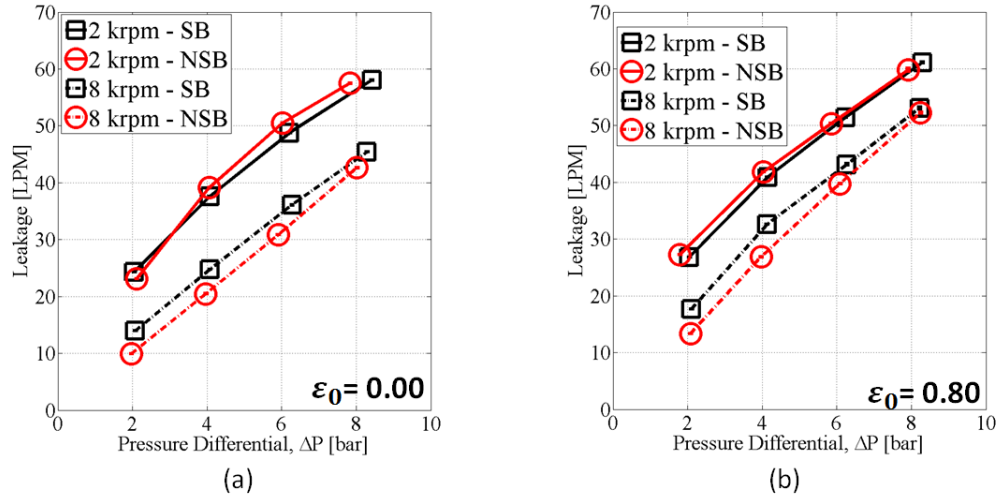 70
60
50
40
30
20
10
0
Leakage [LPM]
2 krpm - SB
2 krpm - NSB
8 krpm - SB
8 krpm - NSB
ε0= 0.00
2 4 6 8 10
Pressure Differential, ΔP [bar]
(a)
70
60
50
40
30
20
10
0
Leakage [LPM]
2 krpm - SB
2 krpm - NSB
8 krpm - SB
8 krpm - NSB
ε0= 0.80
2 4 6 8 10
Pressure Differential, ΔP [bar]
(b)